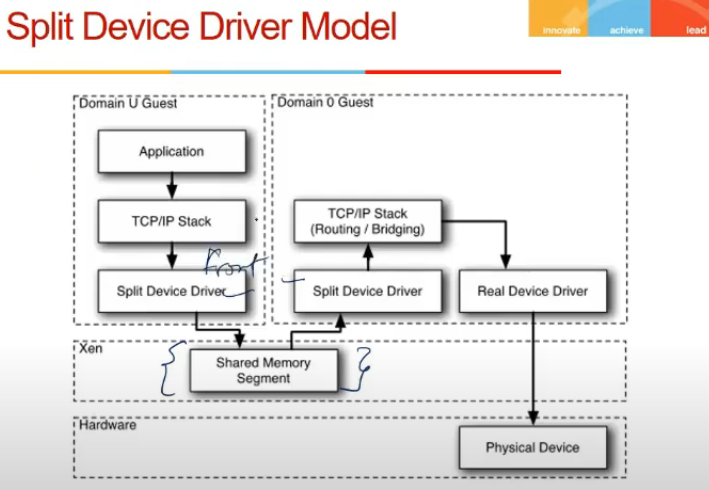 Split Device Driver Model
innovate achieve lead
Domain U Guest
Domain 0 Guest
Application
TCP/IP Stack
TCP/IP Stack
(Routing / Bridging)
Front
Split Device Driver
Split Device Driver
Real Device Driver
Xen
Shared Memory
Segment
Hardware
Physical Device